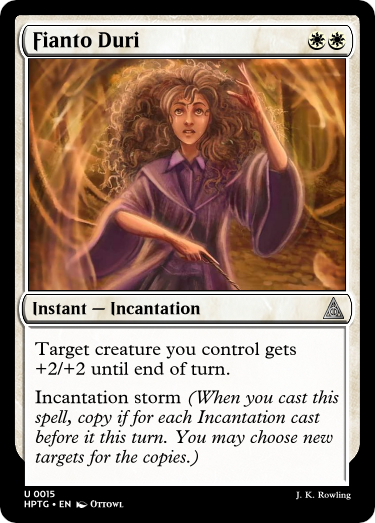 Fianto Duri
Instant — Incantation
Target creature you control gets
+2/+2 until end of turn.
Incantation storm (When you cast this
spell, copy if for each Incantation cast
before it this turn. You may choose new
targets for the copies.)
U 0015
J. K. Rowling
HPTG • EN Ottowl